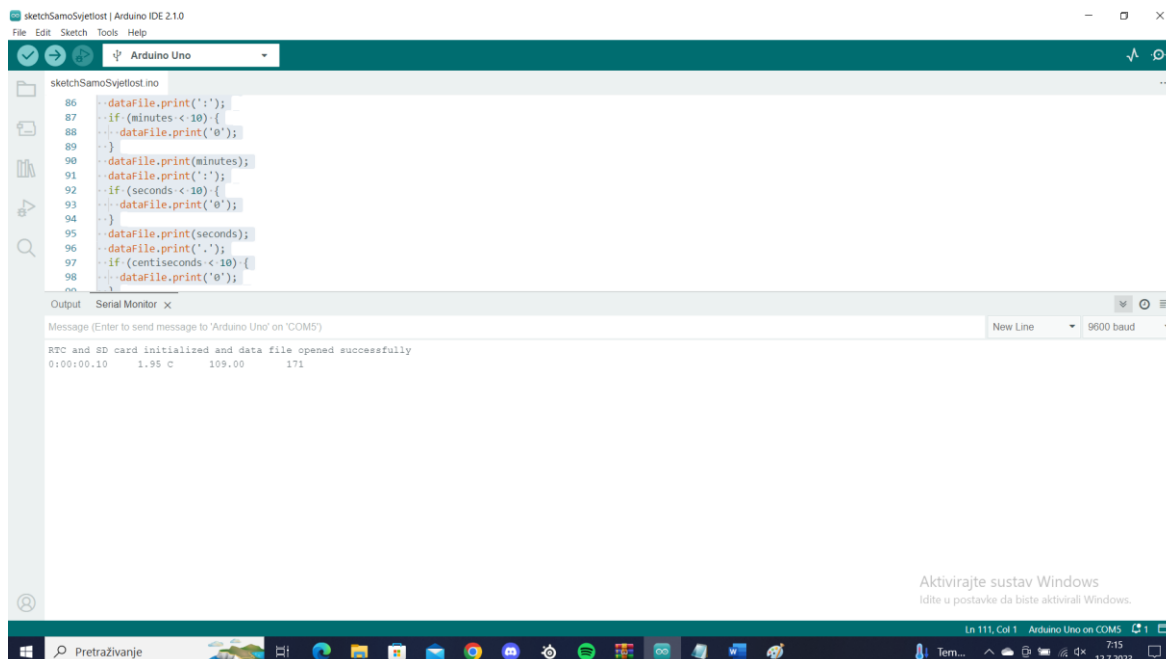 sketchSamoSvjetlost | Arduino IDE 2.1.0
File Edit Sketch Tools Help
Arduino Uno
sketchSamoSvjetlost.ino
86 dataFile.print(':');
87 if (minutes < 10) {
88 dataFile.print('0');
89 }
90 dataFile.print(minutes);
91 dataFile.print(':');
92 if (seconds < 10) {
93 dataFile.print('0');
94 }
95 dataFile.print(seconds);
96 dataFile.print('.');
97 if (centiseconds < 10) {
98 dataFile.print('0');
99 }
Output Serial Monitor
Message (Enter to send message to 'Arduino Uno' on 'COM5')
New Line 9600 baud
RTC and SD card initialized and data file opened successfully
0:00:00.10 1.95 C 109.00 171
Aktivirajte sustav Windows
Idite u postavke da biste aktivirali Windows.
Ln 111, Col 1 Arduino Uno on COM5 1
Pretraživanje
Tem...
7:15